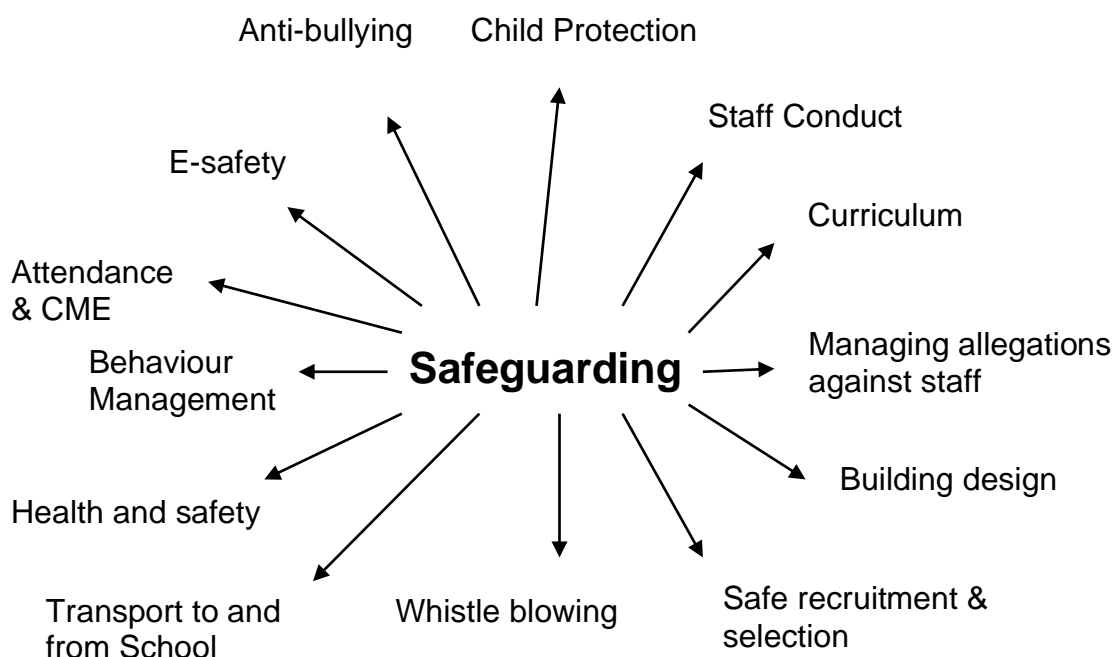 Anti-bullying
Child Protection
Staff Conduct
E-safety
Curriculum
Attendance
& CME
Managing allegations
against staff
Behaviour
Management
Safeguarding
Building design
Health and safety
Transport to and
from School
Whistle blowing
Safe recruitment &
selection